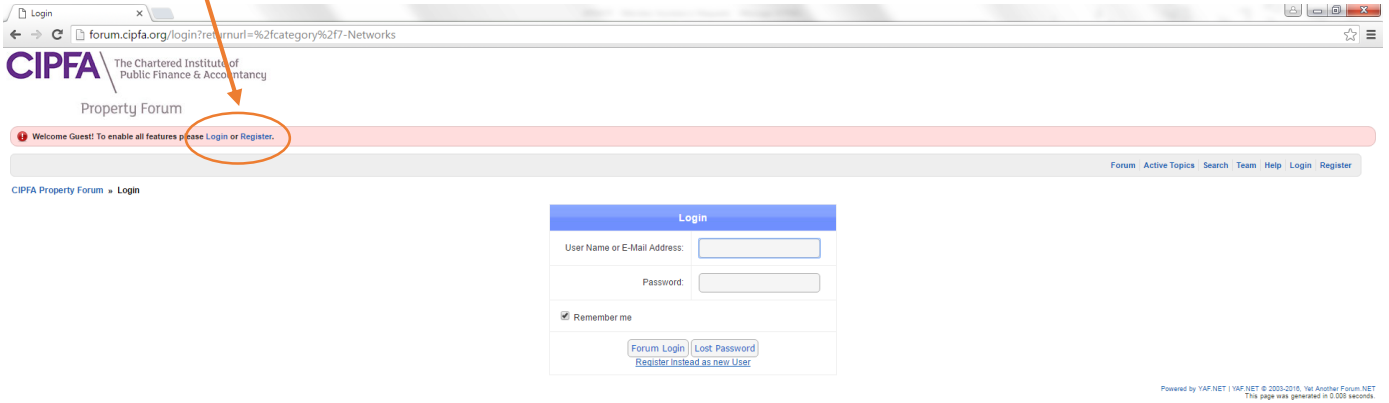 Login
forum.cipfa.org/login?returnurl=%2fcategory%2f7-Networks
CIPFA
The Chartered Institute of
Public Finance & Accountancy
Property Forum
Welcome Guest! To enable all features please Login or Register.
Forum Active Topics Search Team Help Login Register
CIPFA Property Forum » Login
Login
User Name or E-Mail Address:
Password:
Remember me
Forum Login Lost Password
Register Instead as new User
Powered by YAF.NET | YAF.NET © 2003-2016, Yet Another Forum.NET
This page was generated in 0.008 seconds.